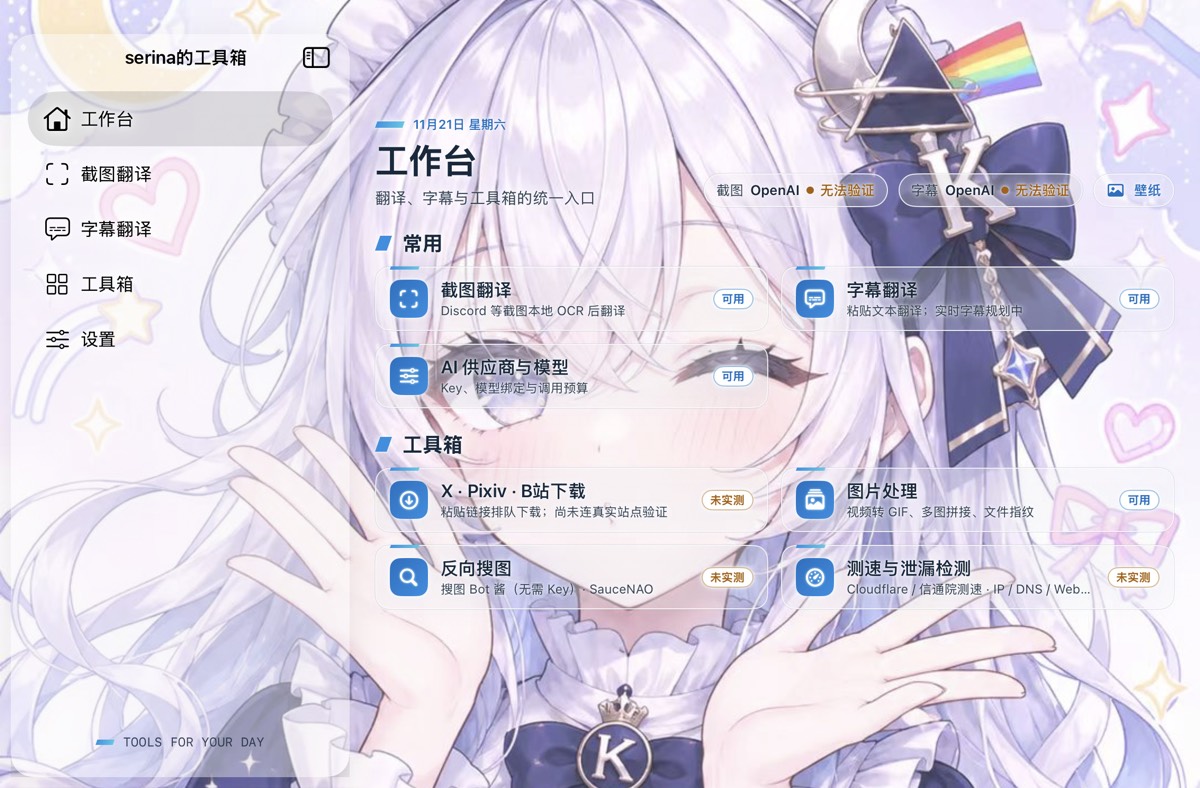 serina的工具箱
工作台
截图翻译
字幕翻译
工具箱
设置
TOOLS FOR YOUR DAY
11月21日 星期六
工作台
翻译、字幕与工具箱的统一入口
截图 OpenAI 无法验证
字幕 OpenAI 无法验证
壁纸
常用
截图翻译
Discord 等截图本地 OCR 后翻译
可用
字幕翻译
粘贴文本翻译；实时字幕规划中
可用
AI 供应商与模型
Key、模型绑定与调用预算
可用
工具箱
X · Pixiv · B站下载
粘贴链接排队下载；尚未连真实站点验证
未实测
图片处理
视频转 GIF、多图拼接、文件指纹
可用
反向搜图
搜图 Bot 酱（无需 Key） · SauceNAO
未实测
测速与泄漏检测
Cloudflare / 信通院测速 · IP / DNS / Web...
未实测
K
K